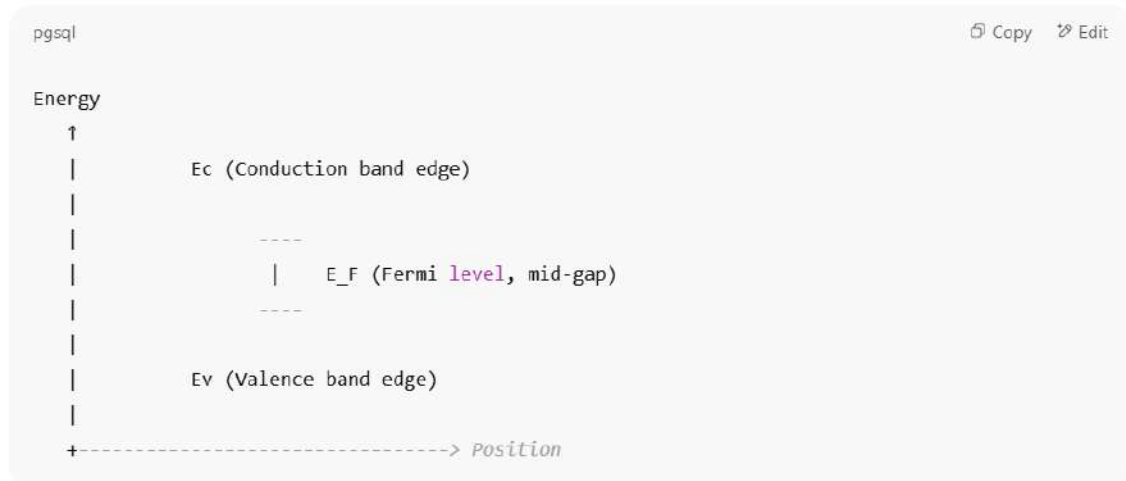 pgsql
Copy Edit
Energy
↑
| Ec (Conduction band edge)
|
| ----
| | E_F (Fermi level, mid-gap)
| ----
|
| Ev (Valence band edge)
|
+---------------------------------> Position